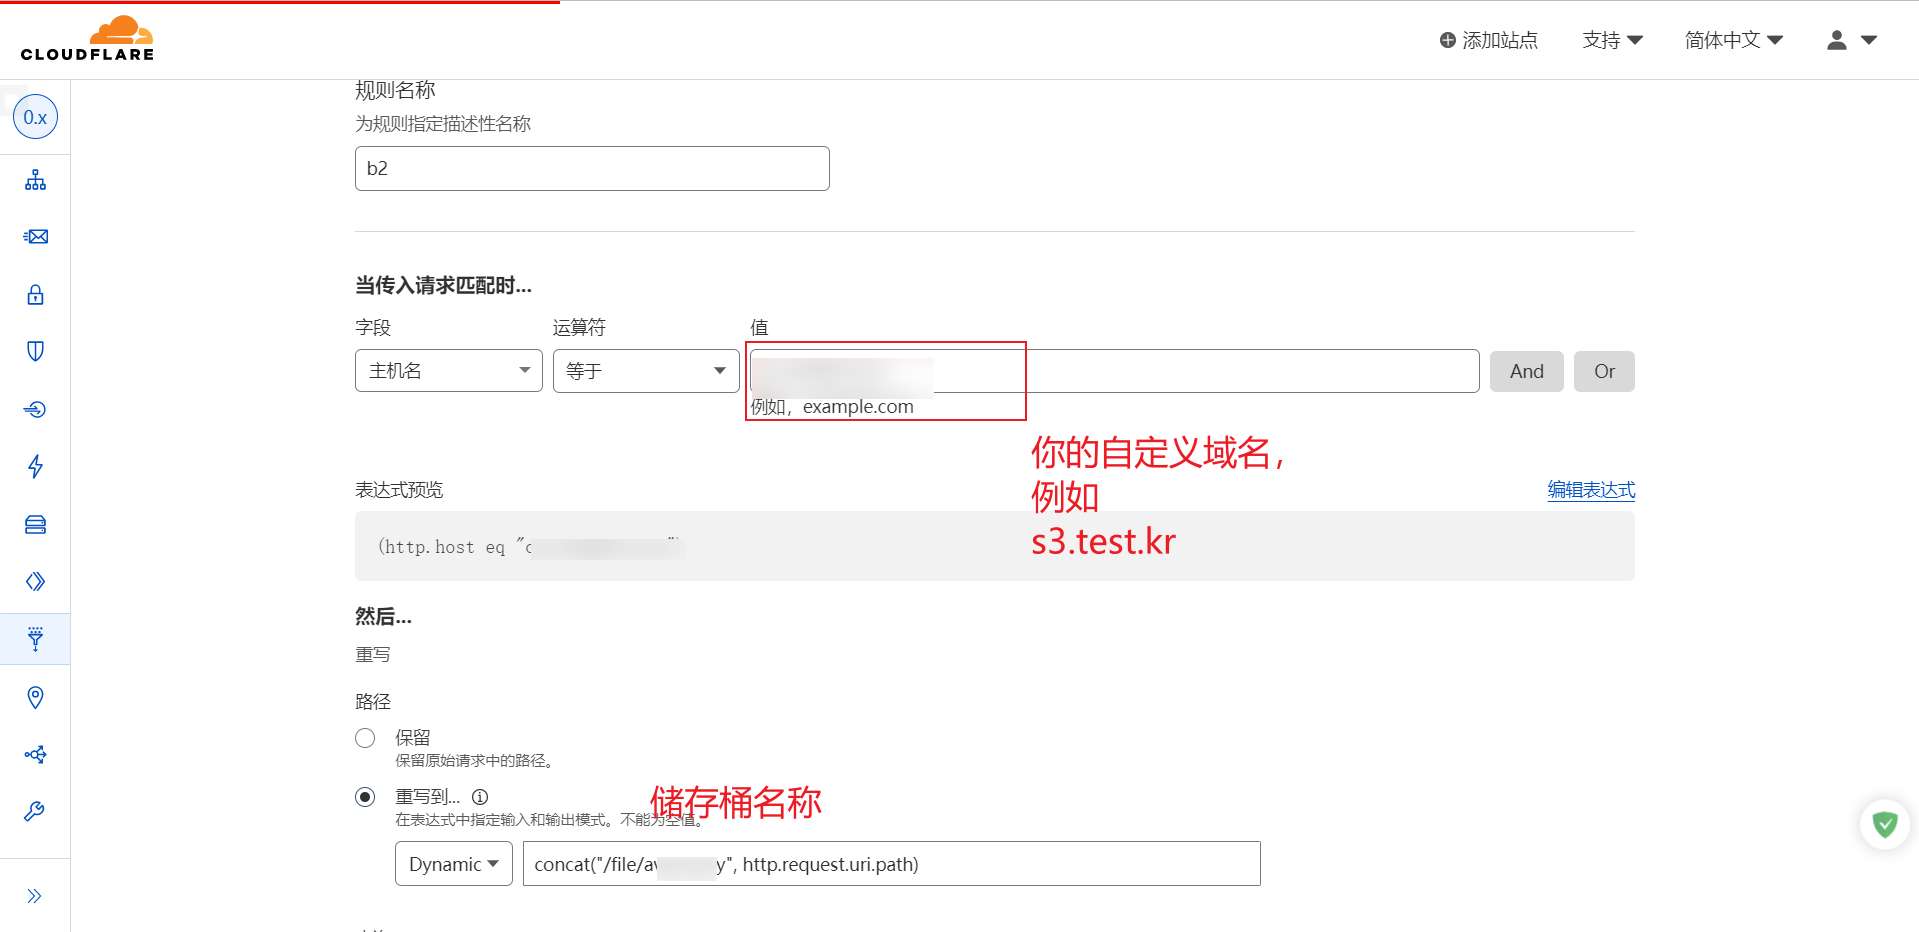 CLOUDFLARE
添加站点
支持
简体中文
0.x
规则名称
为规则指定描述性名称
b2
当传入请求匹配时...
字段
运算符
值
主机名
等于
And
Or
例如，example.com
你的自定义域名，
例如
s3.test.kr
表达式预览
编辑表达式
(http.host eq "
然后...
重写
路径
保留
保留原始请求中的路径。
重写到...
储存桶名称
在表达式中指定输入和输出模式。不能为空值。
Dynamic
concat("/file/av y", http.request.uri.path)